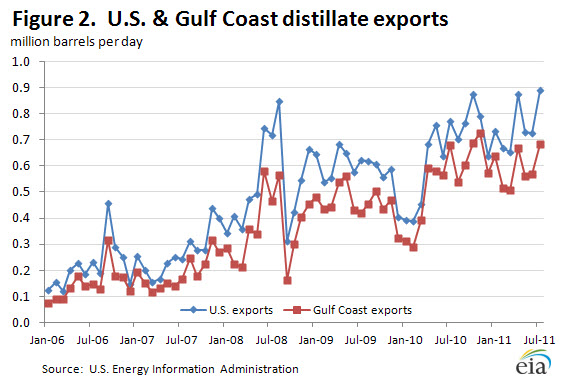 Figure 2.  U.S. & Gulf Coast distillate exports
million barrels per day
1.0
0.9
0.8
0.7
0.6
0.5
0.4
0.3
0.2
0.1
0.0
U.S. exports Gulf Coast exports
Jan-06 Jul-06 Jan-07 Jul-07 Jan-08 Jul-08 Jan-09 Jul-09 Jan-10 Jul-10 Jan-11 Jul-11
Source:  U.S. Energy Information Administration
eia